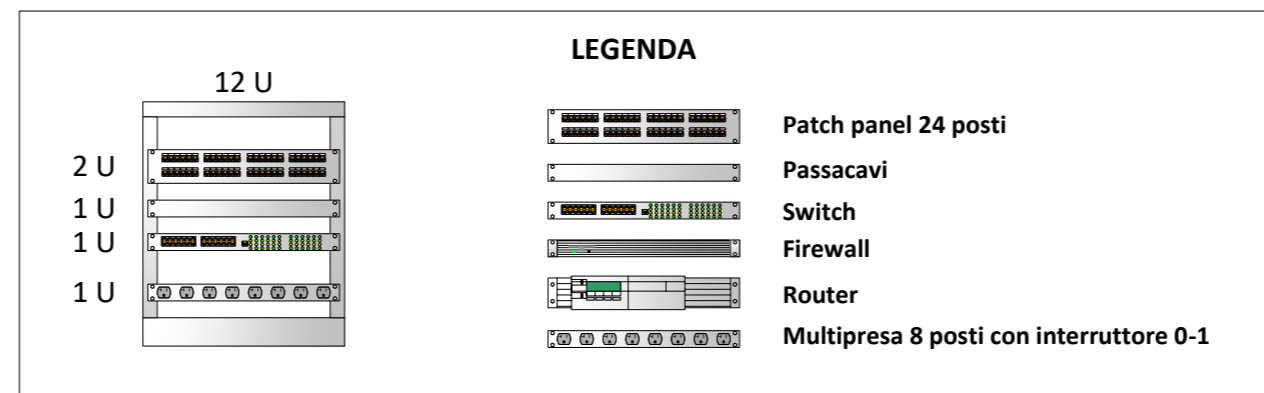 LEGENDA
12 U
2 U
1 U
1 U
1 U
Patch panel 24 posti
Passacavi
Switch
Firewall
Router
Multipresa 8 posti con interruttore 0-1